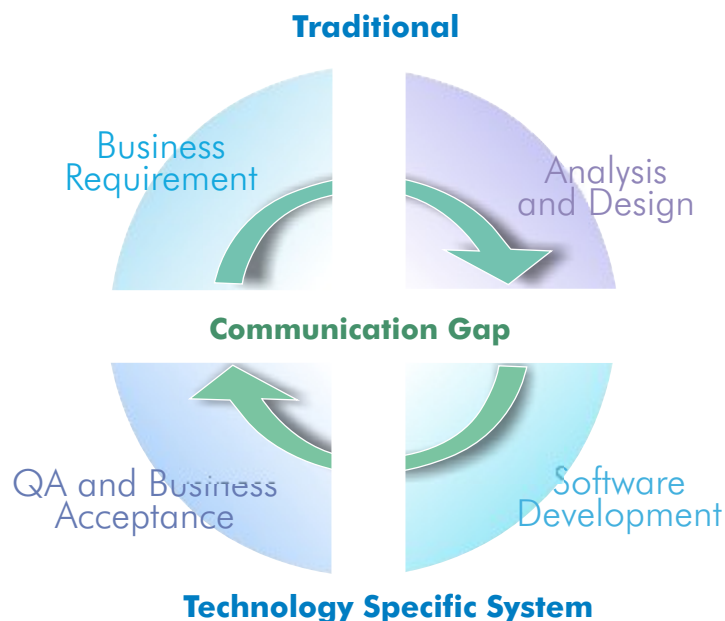 Traditional
Business
Requirement
Analysis
and Design
Communication Gap
QA and Business
Acceptance
Software
Development
Technology Specific System